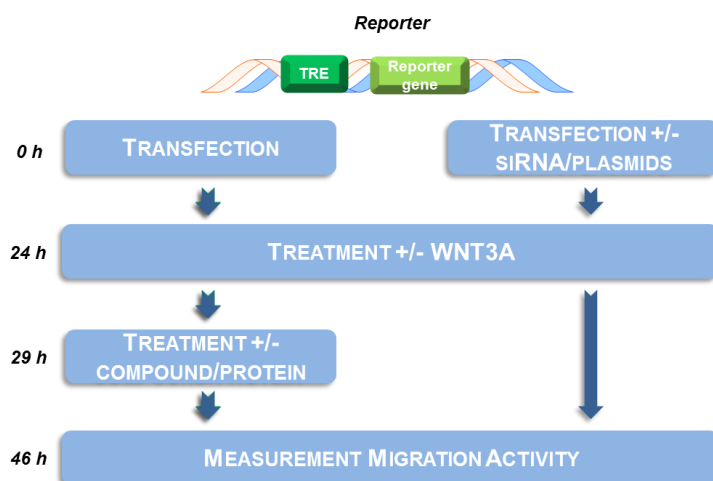 Reporter
TRE
Reporter
gene
0 h
TRANSFECTION
TRANSFECTION +/-
SIRNA/PLASMIDS
24 h
TREATMENT +/- WNT3A
29 h
TREATMENT +/-
COMPOUND/PROTEIN
46 h
MEASUREMENT MIGRATION ACTIVITY